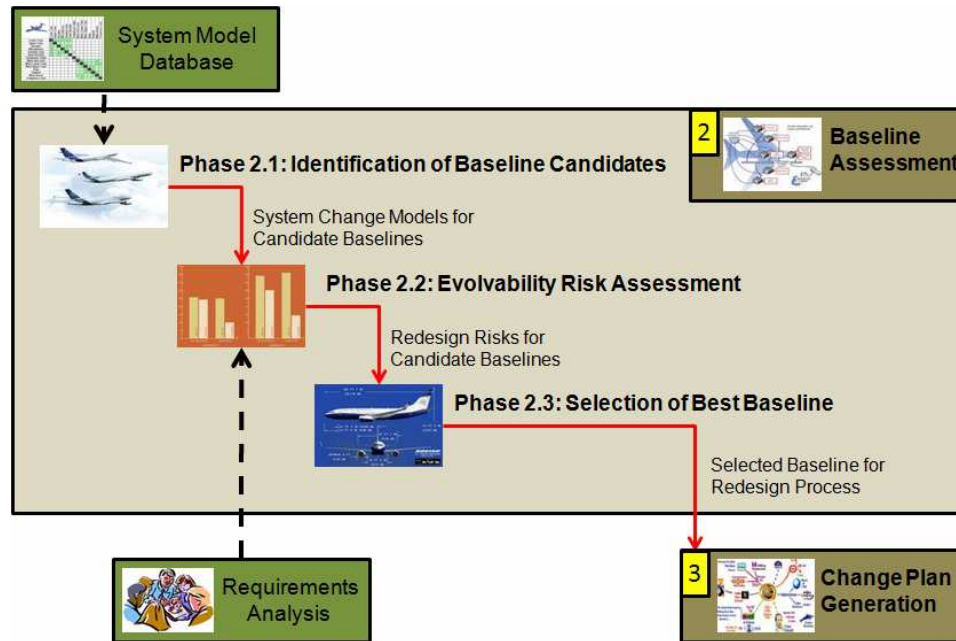 System Model
Database
2
Baseline
Assessment
Phase 2.1: Identification of Baseline Candidates
System Change Models for
Candidate Baselines
Phase 2.2: Evolvability Risk Assessment
Redesign Risks for
Candidate Baselines
Phase 2.3: Selection of Best Baseline
Selected Baseline for
Redesign Process
Requirements
Analysis
3
Change Plan
Generation